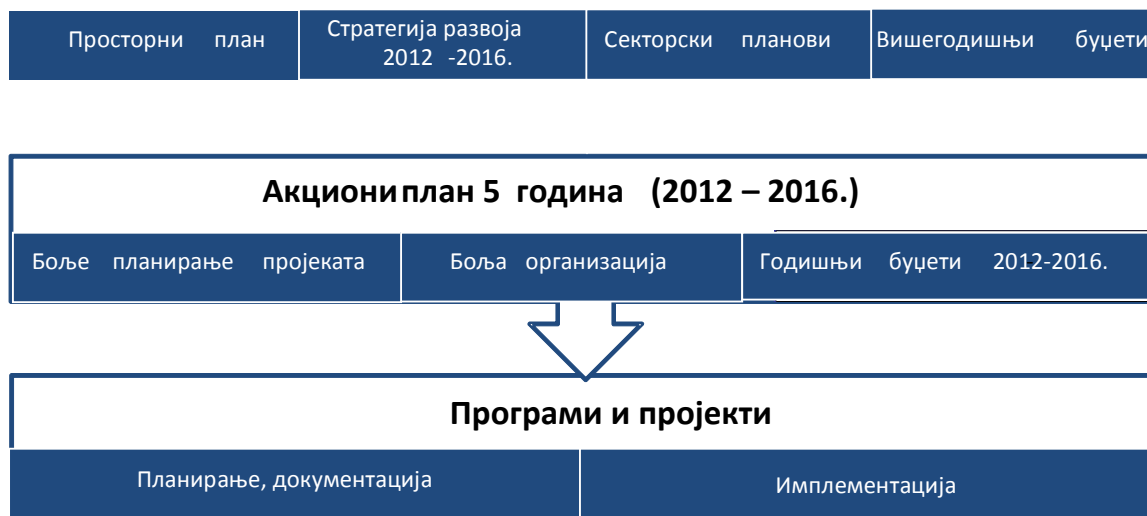 Просторни план
Стратегија развоја
2012 -2016.
Секторски планови
Вишегодишњи буџети
Акциони план 5 година (2012 – 2016.)
Боље планирање пројеката
Боља организација
Годишњи буџети 2012-2016.
Програми и пројекти
Планирање, документација
Имплементација